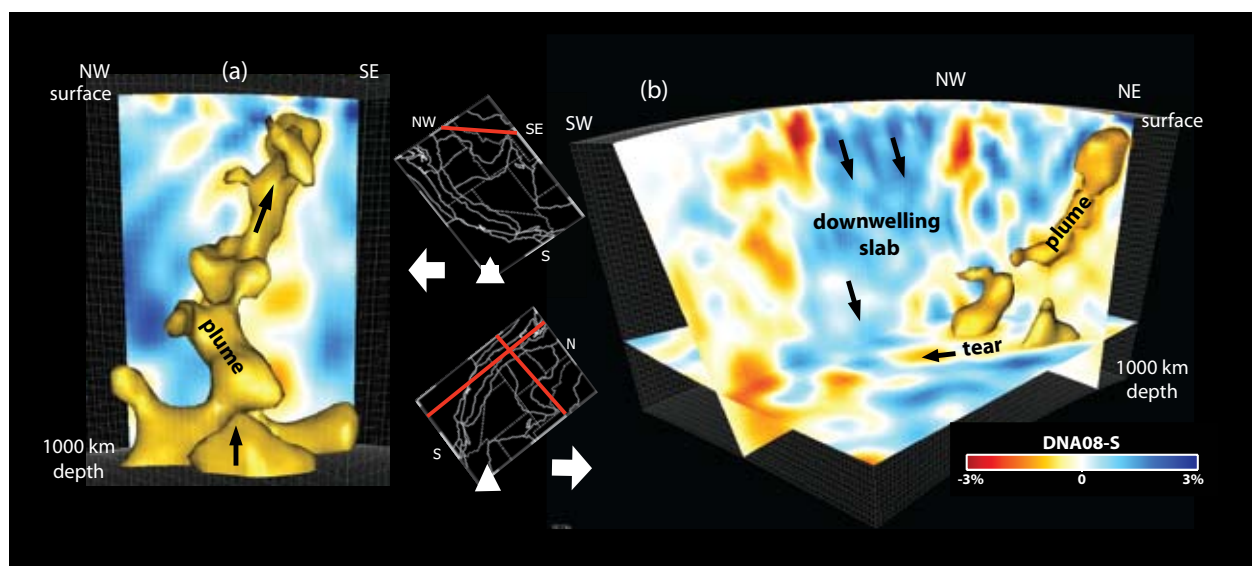 (a)
NW
SE
surface
plume
1000 km
depth
NW
SE
S
N
S
(b)
SW
NW
NE
surface
downwelling
slab
plume
tear
1000 km
depth
DNA08-S
-3%
0
3%